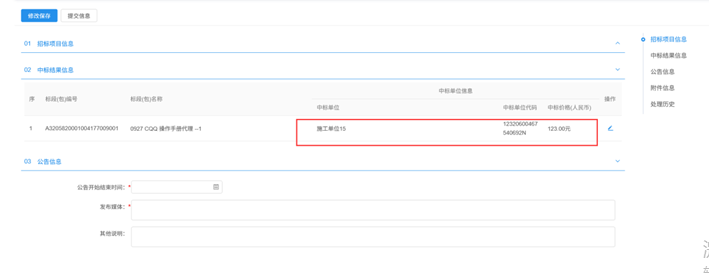 修改保存 提交信息
01 招标项目信息
02 中标结果信息
序 标段(包)编号 标段(包)名称 中标单位信息 操作
中标单位 中标单位代码 中标价格(人民币)
1 A3205820001004177009001 0927 CQQ 操作手册代理 --1 施工单位15 12320600467 123.00元
540692N
03 公告信息
公告开始结束时间: *
发布媒体: *
其他说明:
招标项目信息
中标结果信息
公告信息
附件信息
处理历史